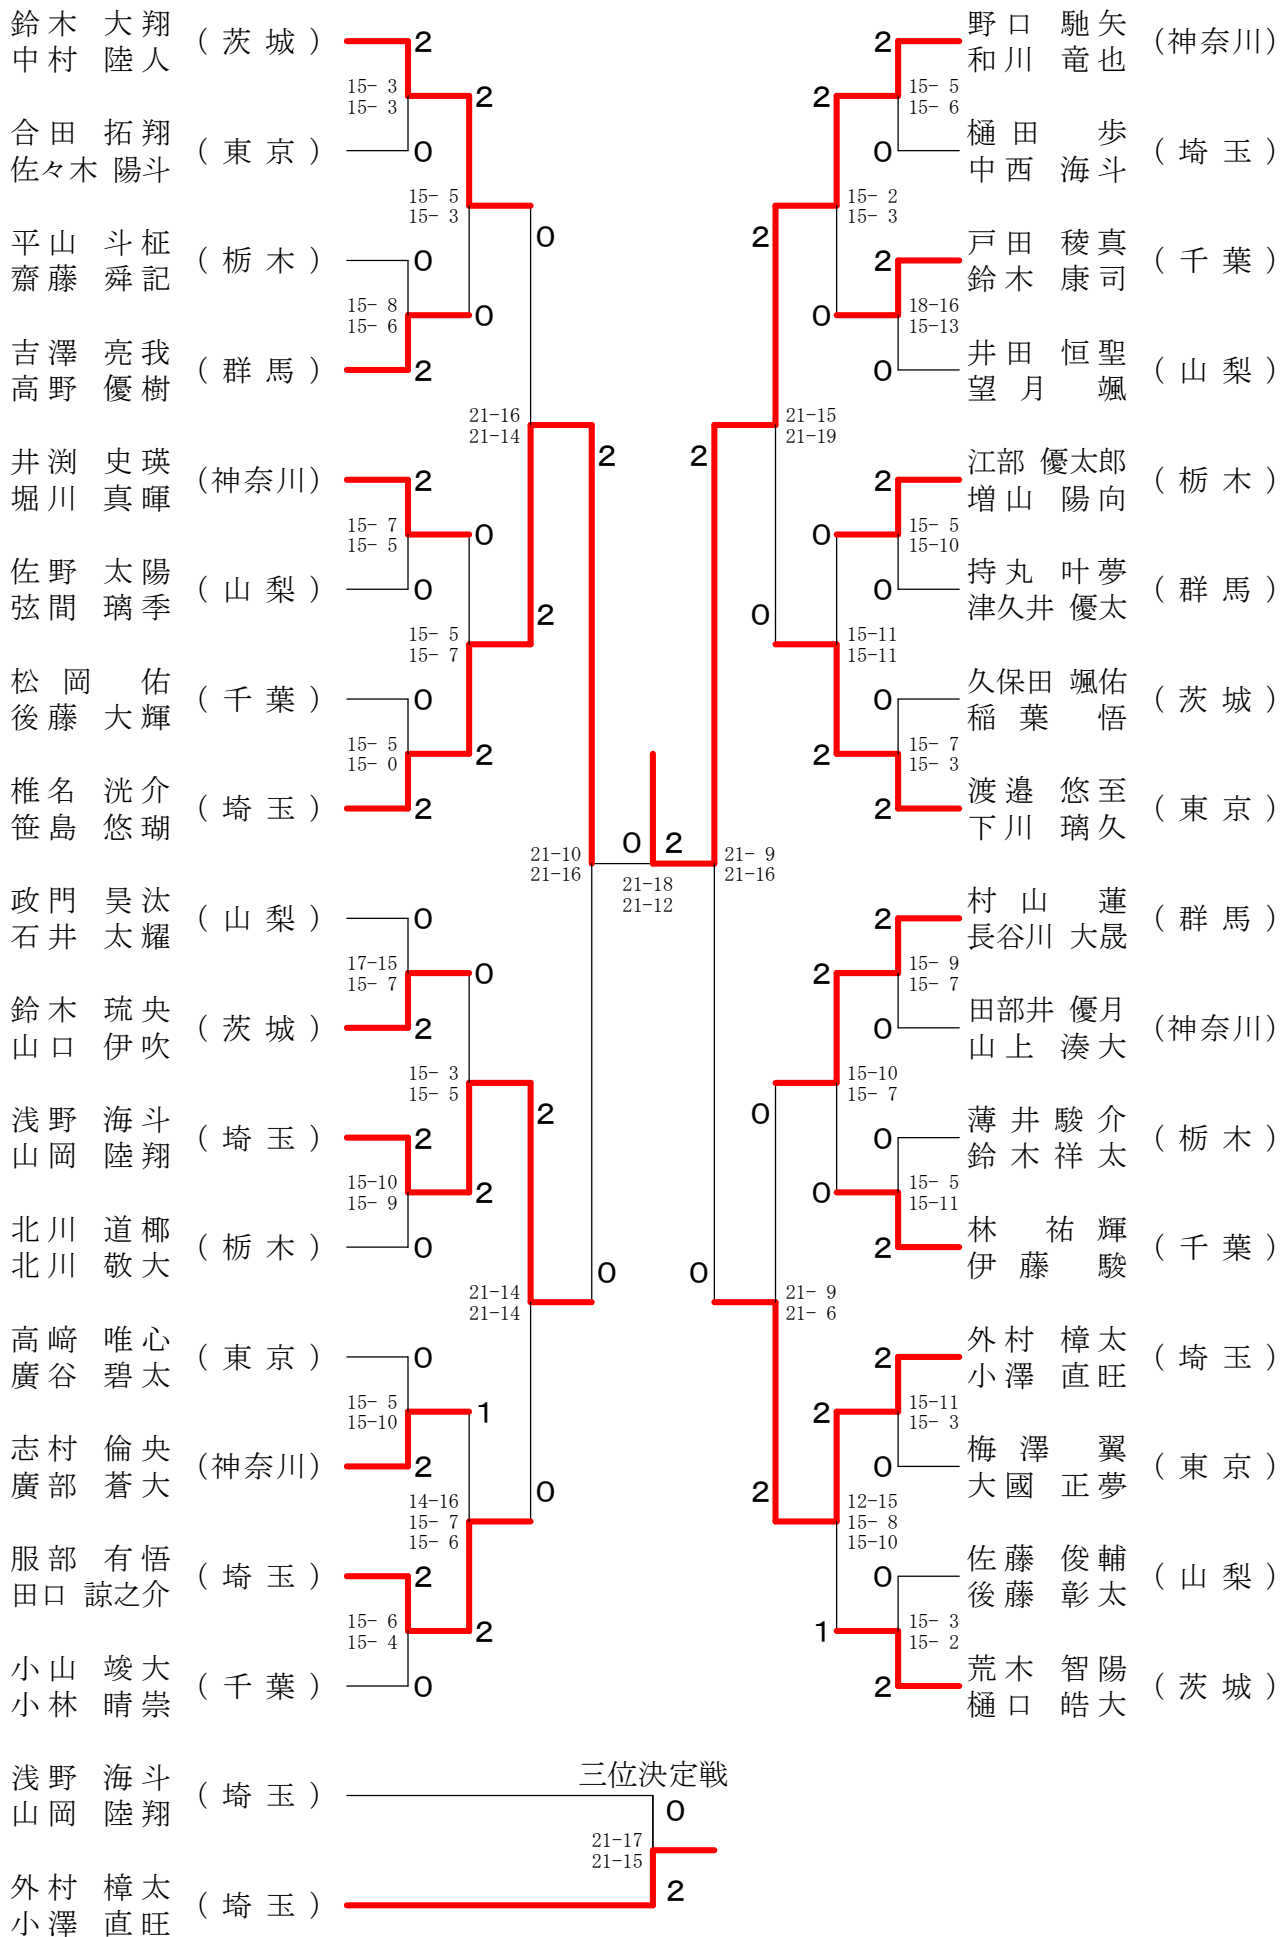 鈴木 大翔
中村 陸人
(茨城)
2
15- 3
15- 3
2
合田 拓翔
佐々木 陽斗
(東京)
0
15- 5
15- 3
0
平山 斗柾
齋藤 舜記
(栃木)
0
15- 8
15- 6
0
吉澤 亮我
高野 優樹
(群馬)
2
21-16
21-14
2
井渕 史瑛
堀川 真暉
(神奈川)
2
15- 7
15- 5
0
佐野 太陽
弦間 璃季
(山梨)
0
15- 5
15- 7
2
松岡 佑
後藤 大輝
(千葉)
0
15- 5
15- 0
2
椎名 洸介
笹島 悠瑚
(埼玉)
2
21-10
21-16
政門 昊汰
石井 太耀
(山梨)
0
17-15
15- 7
0
鈴木 琉央
山口 伊吹
(茨城)
2
15- 3
15- 5
2
浅野 海斗
山岡 陸翔
(埼玉)
2
15-10
15- 9
2
北川 道椰
北川 敬大
(栃木)
0
21-14
21-14
0
高﨑 唯心
廣谷 碧太
(東京)
0
15- 5
15-10
1
志村 倫央
廣部 蒼大
(神奈川)
2
14-16
15- 7
15- 6
0
服部 有悟
田口 諒之介
(埼玉)
2
15- 6
15- 4
2
小山 竣大
小林 晴崇
(千葉)
0
0 2
21-18
21-12
野口 馳矢
和川 竜也
(神奈川)
2
15- 5
15- 6
2
樋田 歩
中西 海斗
(埼玉)
0
15- 2
15- 3
2
戸田 稜真
鈴木 康司
(千葉)
2
18-16
15-13
0
井田 恒聖
望月 颯
(山梨)
0
21-15
21-19
2
江部 優太郎
増山 陽向
(栃木)
2
15- 5
15-10
0
持丸 叶夢
津久井 優太
(群馬)
0
15-11
15-11
0
久保田 颯佑
稲葉 悟
(茨城)
0
15- 7
15- 3
2
渡邉 悠至
下川 璃久
(東京)
2
21- 9
21-16
村山 蓮
長谷川 大晟
(群馬)
2
15- 9
15- 7
2
田部井 優月
山上 湊大
(神奈川)
0
15-10
15- 7
0
薄井駿介
鈴木祥太
(栃木)
0
15- 5
15-11
0
林 祐輝
伊藤 駿
(千葉)
2
21- 9
21- 6
0
外村 樟太
小澤 直旺
(埼玉)
2
15-11
15- 3
2
梅澤 翼
大國 正夢
(東京)
0
12-15
15- 8
15-10
2
佐藤 俊輔
後藤 彰太
(山梨)
0
15- 3
15- 2
1
荒木 智陽
樋口 皓大
(茨城)
2
三位決定戦
浅野 海斗
山岡 陸翔
(埼玉)
0
21-17
21-15
外村 樟太
小澤 直旺
(埼玉)
2